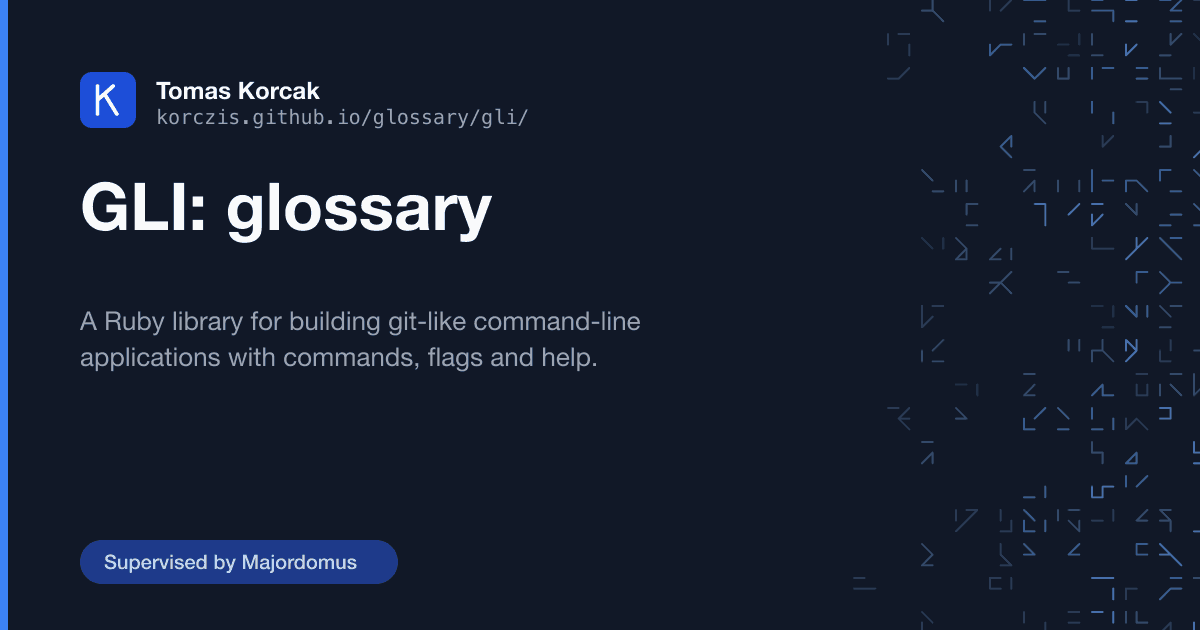 K
Tomas Korcak
korczis.github.io/glossary/gli/
GLI: glossary
A Ruby library for building git-like command-line
applications with commands, flags and help.
Supervised by Majordomus